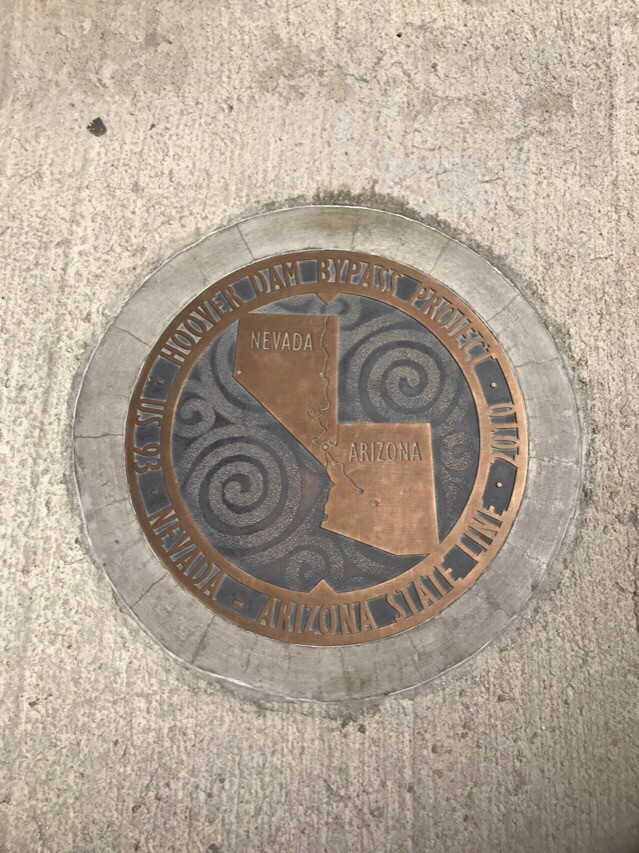 HOOVER DAM BYPASS PROJECT
2010
NEVADA - ARIZONA STATE LINE
US 93
NEVADA
ARIZONA